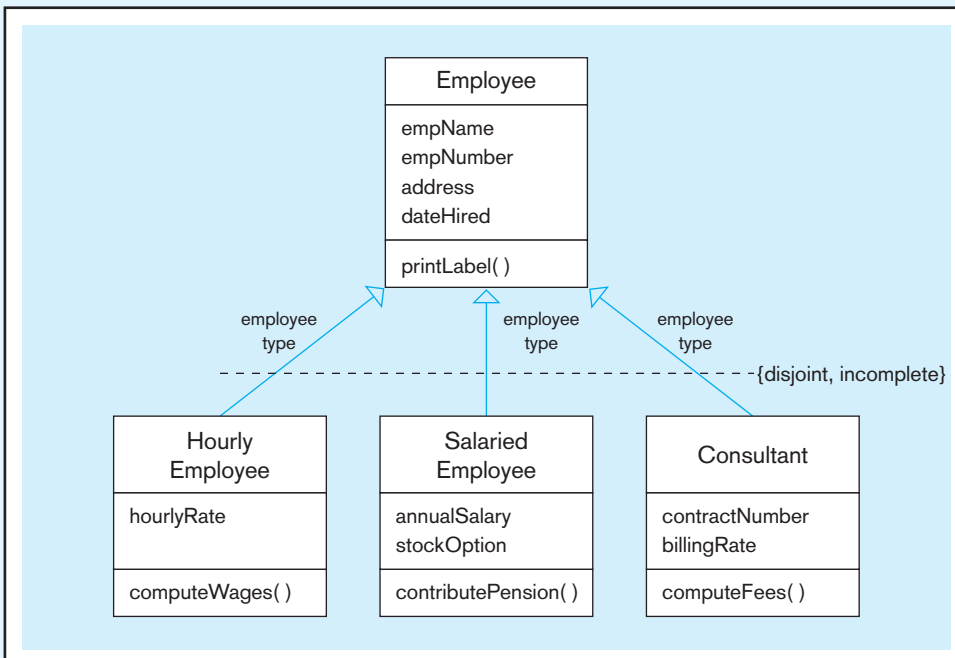 Employee
empName
empNumber
address
dateHired
printLabel( )
employee
type
employee
type
employee
type
{disjoint, incomplete}
Hourly
Employee
hourlyRate
computeWages( )
Salaried
Employee
annualSalary
stockOption
contributePension( )
Consultant
contractNumber
billingRate
computeFees( )